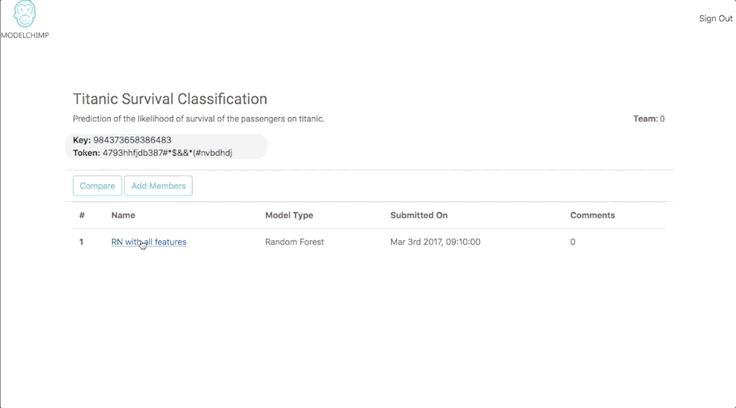 MODELCHIMP
Sign Out
Titanic Survival Classification
Prediction of the likelihood of survival of the passengers on titanic.
Team: 0
Key: 984373658386483
Token: 4793hhfjdb387#*$&&*(#nvbdhdj
Compare Add Members
# Name Model Type Submitted On Comments
1 RN with all features Random Forest Mar 3rd 2017, 09:10:00 0